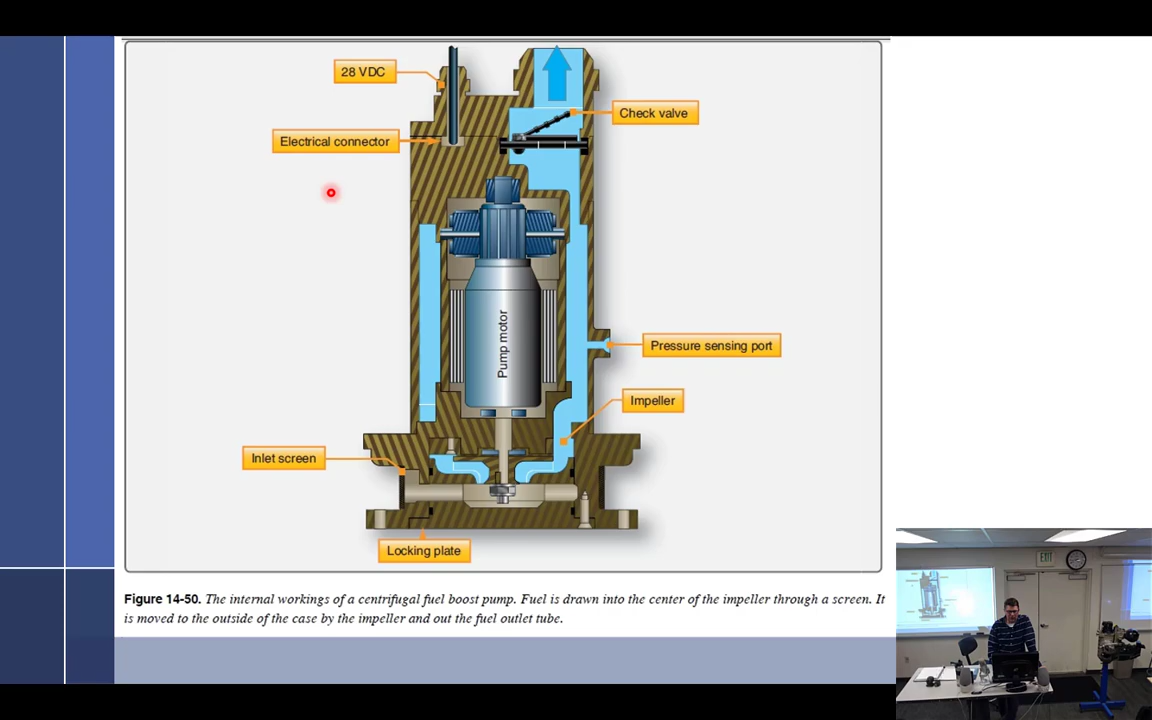 28 VDC
Check valve
Electrical connector
Pump motor
Pressure sensing port
Impeller
Inlet screen
Locking plate
Figure 14-50. The internal workings of a centrifugal fuel boost pump. Fuel is drawn into the center of the impeller through a screen. It
is moved to the outside of the case by the impeller and out the fuel outlet tube.
EXIT